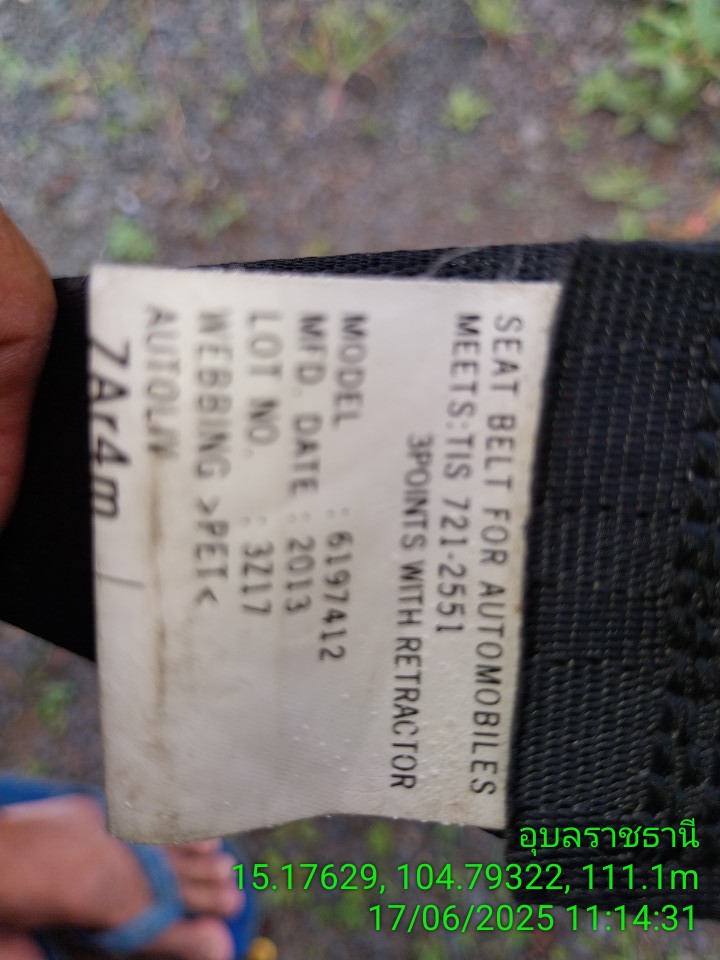 SEAT BELT FOR AUTOMOBILES
MEETS:TIS 721-2551
3POINTS WITH RETRACTOR
MODEL : 6197412
MFD. DATE : 2013
LOT NO. : 3Z17
WEBBING >PET<
AUTOLIV
7Ar4m
อุบลราชธานี
15.17629, 104.79322, 111.1m
17/06/2025 11:14:31